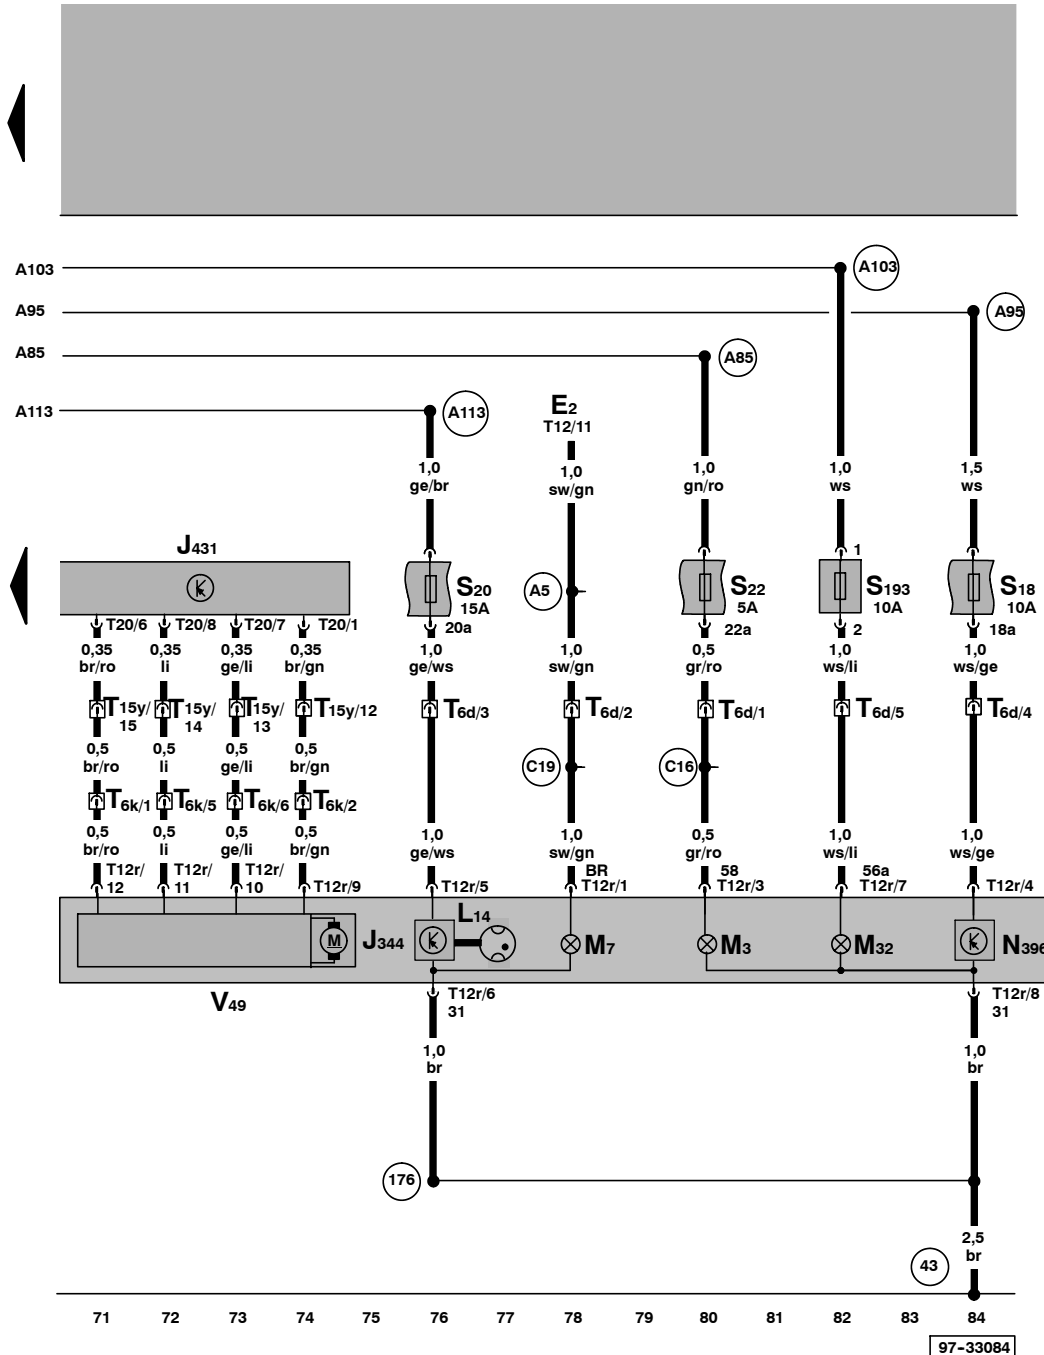 A103 A103
A95 A95
A85 A85
A113 A113
E2
T12/11
1,0 1,0 1,0 1,0 1,5
ge/br sw/gn gn/ro ws ws
J431
1
S20 A5 S22 S193 S18
15A 5A 10A 10A
T20/6 T20/8 T20/7 T20/1 20a 22a 2 18a
0,35 0,35 0,35 0,35 1,0 1,0 0,5 1,0 1,0
br/ro li ge/li br/gn ge/ws sw/gn gr/ro ws/li ws/ge
T15y/15 T15y/14 T15y/13 T15y/12 T6d/3 T6d/2 T6d/1 T6d/5 T6d/4
0,5 0,5 0,5 0,5
br/ro li ge/li br/gn
C19 C16
T6k/1 T6k/5 T6k/6 T6k/2
0,5 0,5 0,5 0,5 1,0 1,0 0,5 1,0 1,0
br/ro li ge/li br/gn ge/ws sw/gn gr/ro ws/li ws/ge
BR 58 56a
T12r/12 T12r/11 T12r/10 T12r/9 T12r/5 T12r/1 T12r/3 T12r/7 T12r/4
L14
M J344 M7 M3 M32 N396
V49
T12r/6 T12r/8
31 31
1,0 1,0
br br
176
2,5
br
43
71 72 73 74 75 76 77 78 79 80 81 82 83 84
97-33084